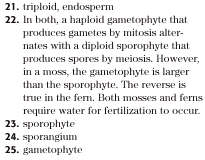 21. triploid, endosperm
22. In both, a haploid gametophyte that
produces gametes by mitosis alter-
nates with a diploid sporophyte that
produces spores by meiosis. However,
in a moss, the gametophyte is larger
than the sporophyte. The reverse is
true in the fern. Both mosses and ferns
require water for fertilization to occur.
23. sporophyte
24. sporangium
25. gametophyte